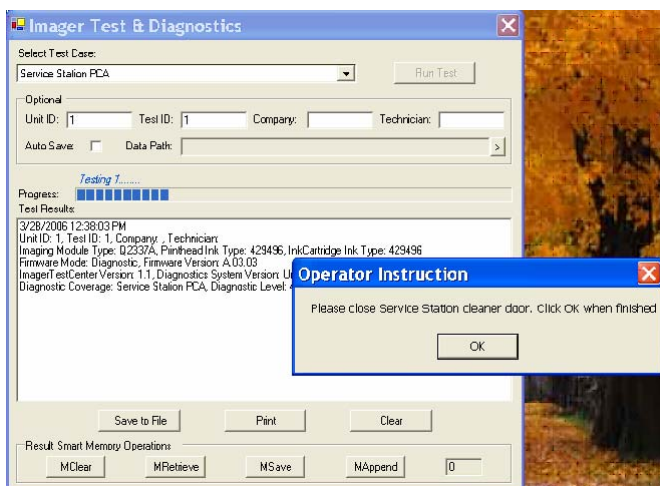 Imager Test & Diagnostics
Select Test Case:
Service Station PCA
Run Test
Optional
Unit ID: 1 Test ID: 1 Company: Technician:
Auto Save: Data Path: >
Testing 1.......
Progress:
Test Results:
3/28/2006 12:38:03 PM
Unit ID: 1, Test ID: 1, Company: , Technician:
Imaging Module Type: Q2337A, Printhead Ink Type: 429496, InkCartridge Ink Type: 429496
Firmware Mode: Diagnostic, Firmware Version: A.03.03
ImagerTestCenter Version: 1.1, Diagnostics System Version:
Diagnostic Coverage: Service Station PCA, Diagnostic Level:
Operator Instruction
Please close Service Station cleaner door. Click OK when finished
OK
Save to File Print Clear
Result Smart Memory Operations
MClear MRetrieve MSave MAppend 0